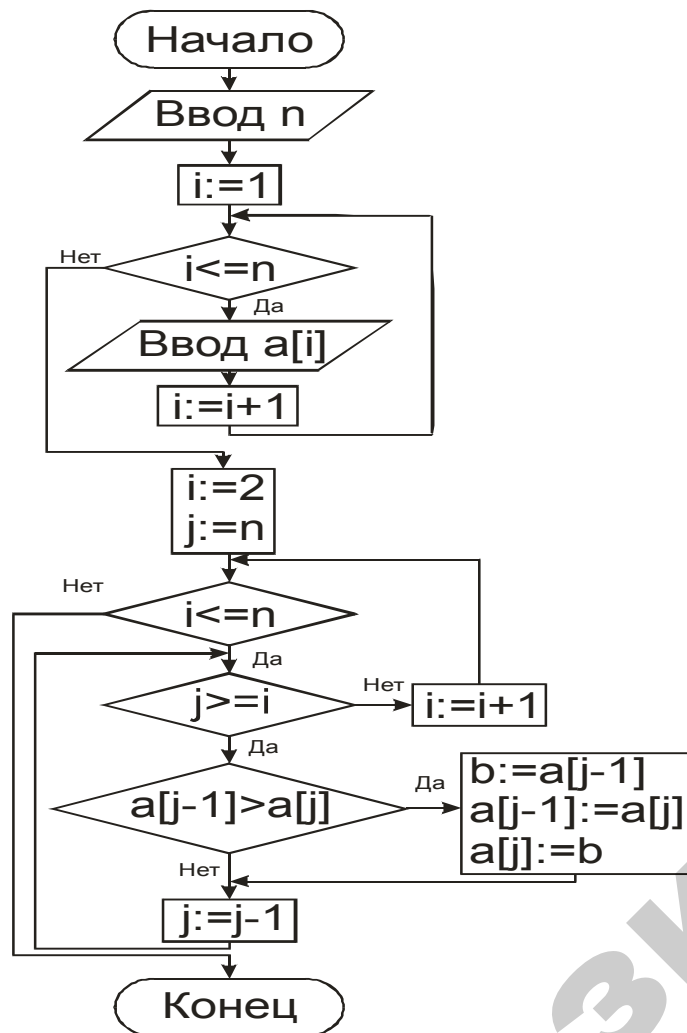 Начало
Ввод n
i:=1
Нет
i<=n
Да
Ввод a[i]
i:=i+1
i:=2
j:=n
Нет
i<=n
Да
j>=i
Нет
i:=i+1
Да
a[j-1]>a[j]
Да
b:=a[j-1]
a[j-1]:=a[j]
a[j]:=b
Нет
j:=j-1
Конец